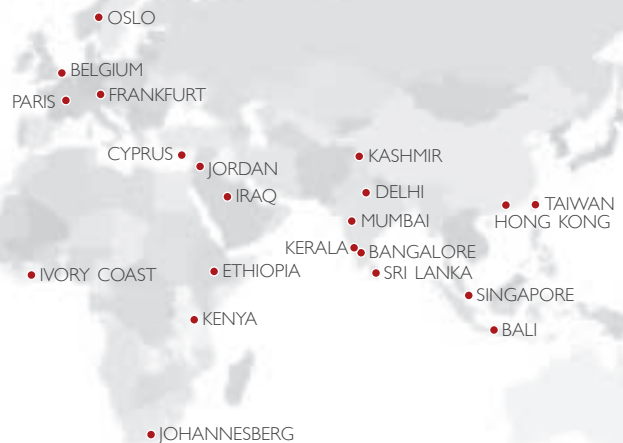 OSLO
BELGIUM
PARIS
FRANKFURT
CYPRUS
JORDAN
IRAQ
KASHMIR
DELHI
MUMBAI
TAIWAN
HONG KONG
KERALA
BANGALORE
SRI LANKA
IVORY COAST
ETHIOPIA
SINGAPORE
KENYA
BALI
JOHANNESBERG